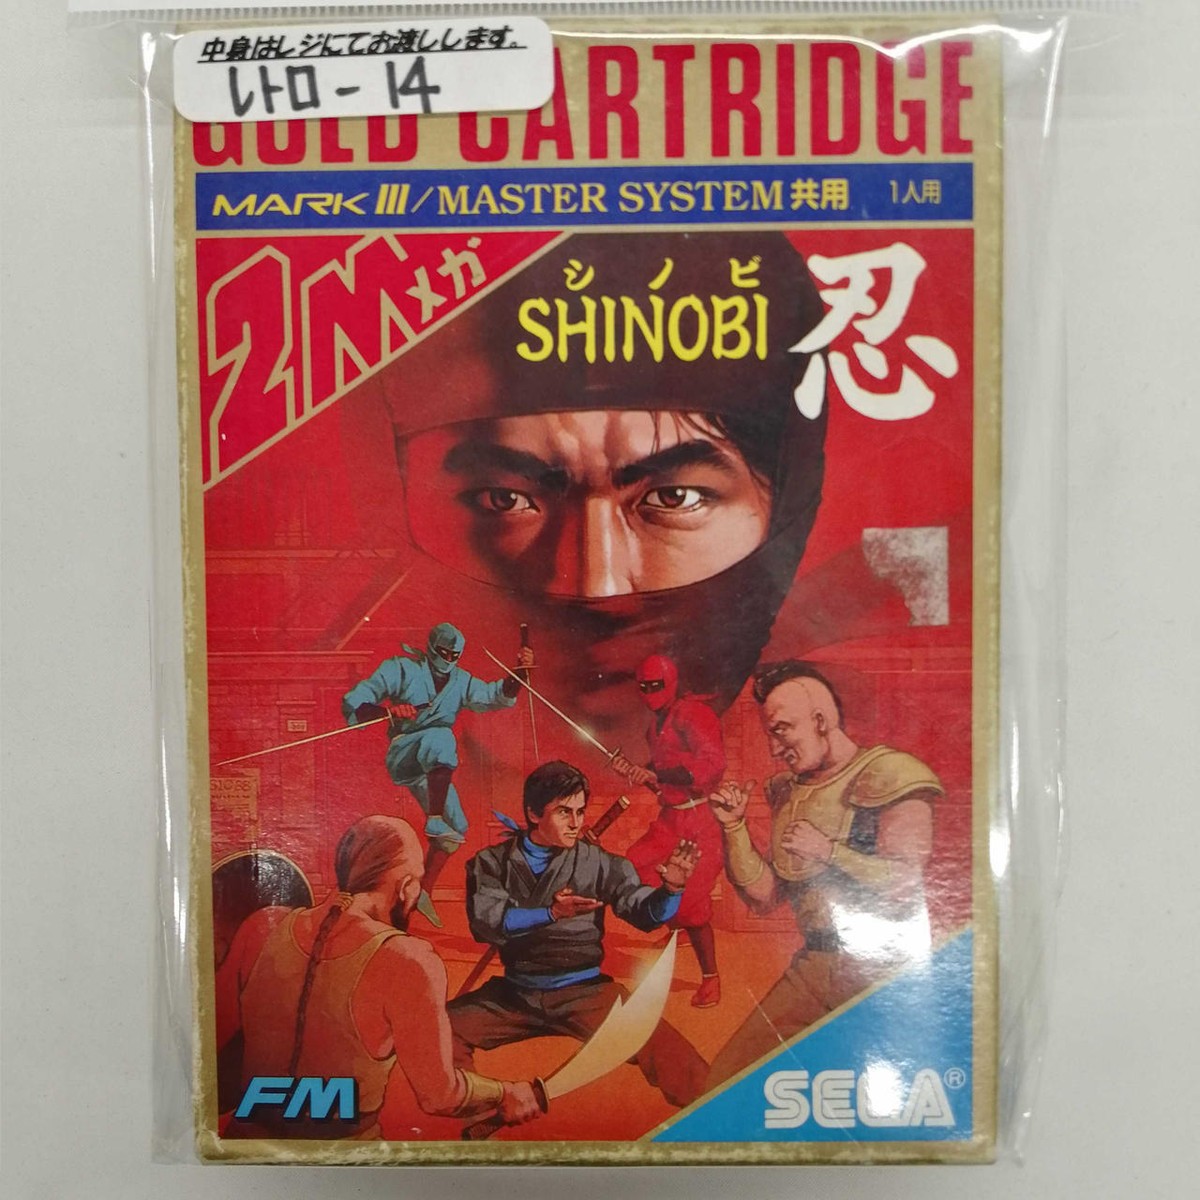 中身はレジにてお渡しします。
レトロ-14
GOLD CARTRIDGE
MARK III/MASTER SYSTEM 共用 1人用
2Mメガ
シノビ
SHINOBI
忍
FM
SEGA®